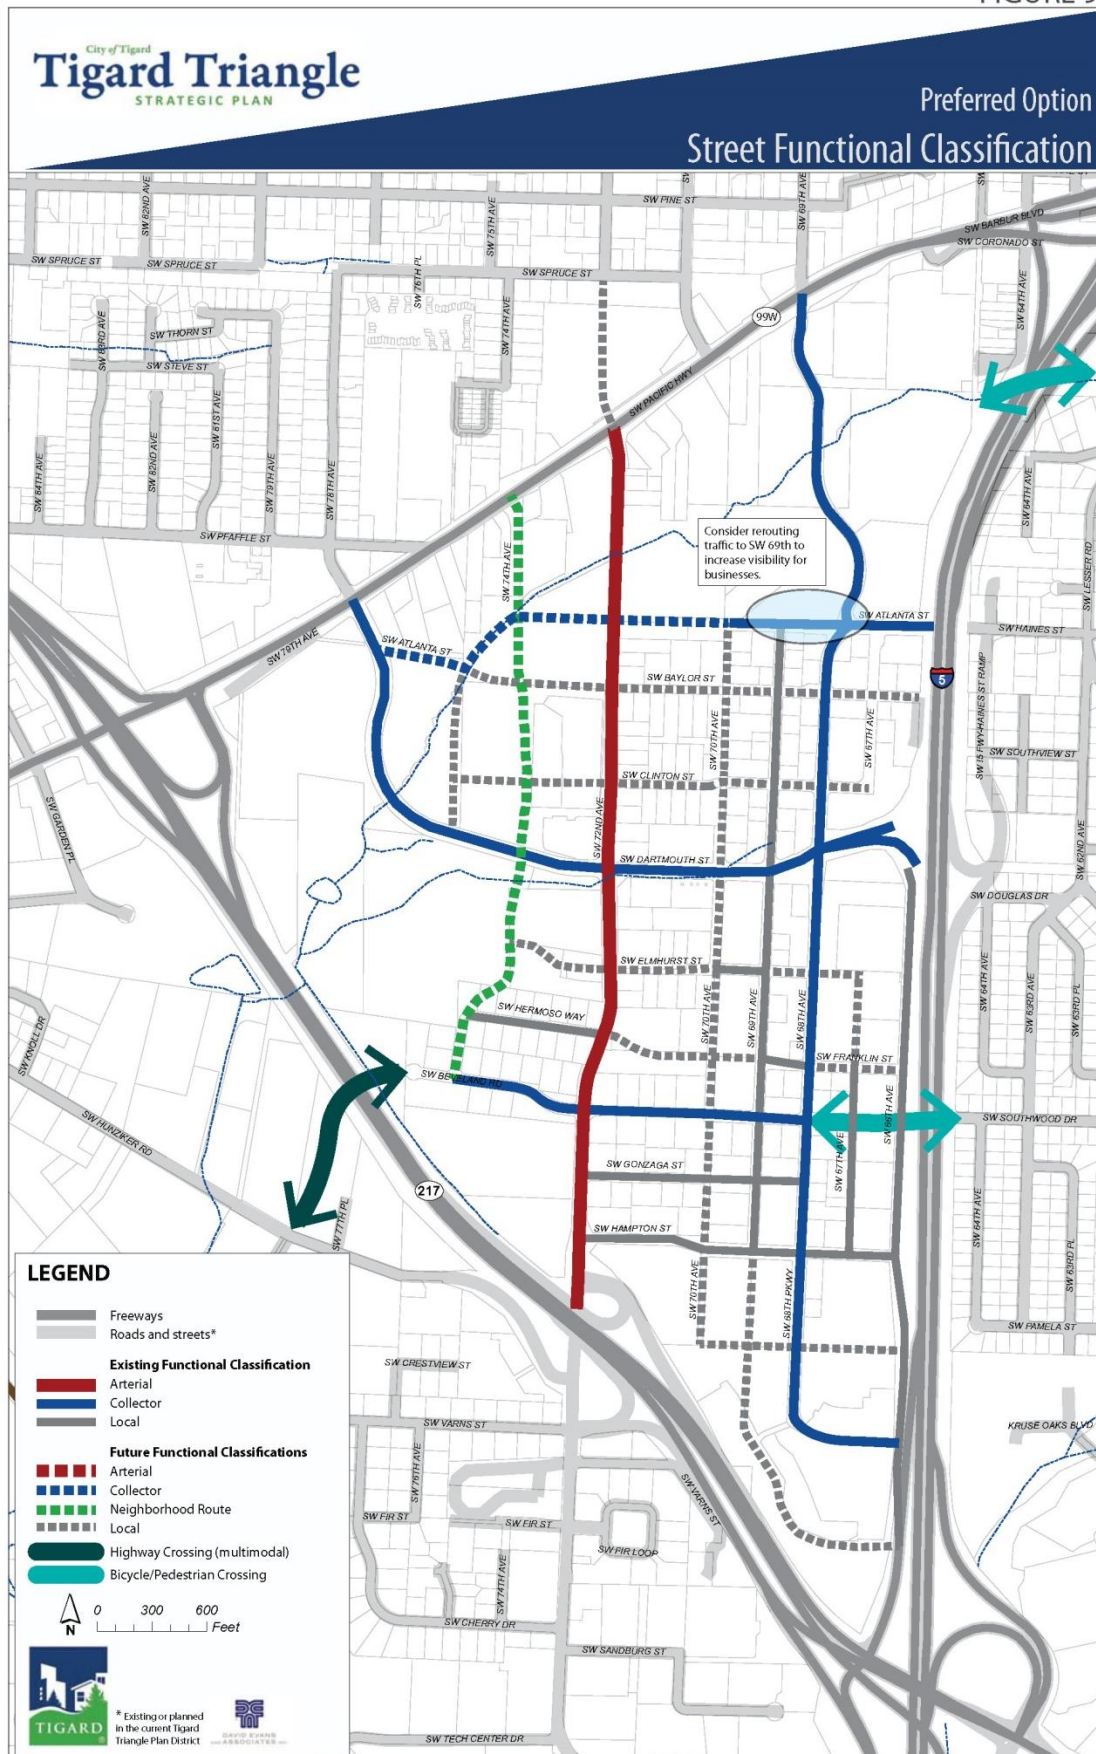 FIGURE 9
City of Tigard
Tigard Triangle
STRATEGIC PLAN
Preferred Option
Street Functional Classification
SW 82ND AVE
SW 75TH AVE
SW PINE ST
SW 69TH AVE
SW BARBUR BLVD
SW CORONADO ST
SW SPRUCE ST
SW SPRUCE ST
SW 76TH PL
SW SPRUCE ST
SW 64TH AVE
99W
SW 83RD AVE
SW THORN ST
SW STEVE ST
SW 74TH AVE
SW PACIFIC HWY
SW 84TH AVE
SW 82ND AVE
SW 81ST AVE
SW 79TH AVE
SW 78TH AVE
SW 64TH AVE
SW PFAFFLE ST
SW 74TH AVE
Consider rerouting
traffic to SW 69th to
increase visibility for
businesses.
SW LESSER RD
SW ATLANTA ST
SW HAINES ST
SW 79TH AVE
SW ATLANTA ST
SW BAYLOR ST
5
SW 70TH AVE
SW 67TH AVE
SW I5 FWY-HAINES ST RAMP
SW SOUTHVIEW ST
SW CLINTON ST
SW GARDEN PL
SW 72ND AVE
SW 62ND AVE
SW DARTMOUTH ST
SW DOUGLAS DR
SW ELMHURST ST
SW 64TH AVE
SW 63RD AVE
SW 63RD PL
SW HERMOSO WAY
SW 70TH AVE
SW 69TH AVE
SW 68TH AVE
SW KNOLL DR
SW FRANKLIN ST
SW BEVELAND RD
SW 66TH AVE
SW HUNZIKER RD
SW SOUTHWOOD DR
SW 67TH AVE
SW GONZAGA ST
217
SW 77TH PL
SW HAMPTON ST
SW 64TH AVE
SW 63RD PL
SW 70TH AVE
SW 68TH PKWY
SW PAMELA ST
SW CRESTVIEW ST
SW VARNS ST
KRUSE OAKS BLVD
SW 76TH AVE
SW VARNS ST
SW FIR ST
SW FIR ST
SW FIR LOOP
SW 74TH AVE
SW CHERRY DR
SW SANDBURG ST
SW TECH CENTER DR
LEGEND
Freeways
Roads and streets*
Existing Functional Classification
Arterial
Collector
Local
Future Functional Classifications
Arterial
Collector
Neighborhood Route
Local
Highway Crossing (multimodal)
Bicycle/Pedestrian Crossing
N
0 300 600
Feet
TIGARD
* Existing or planned
in the current Tigard
Triangle Plan District
DAVID EVANS
AND ASSOCIATES